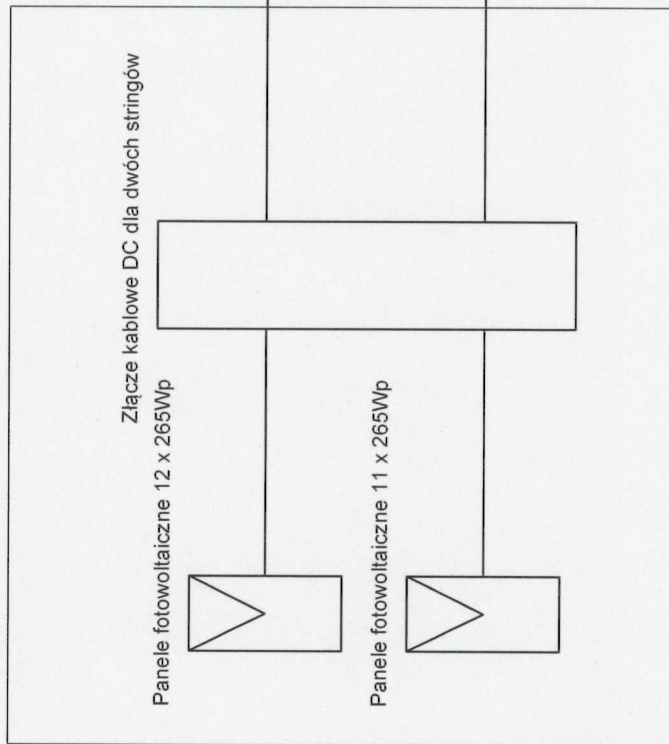 Złącze kablowe DC dla dwóch stringów
Panele fotowoltaiczne 12 x 265Wp
Panele fotowoltaiczne 11 x 265Wp